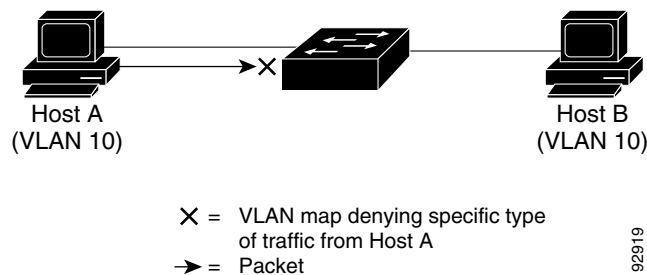 Host A
(VLAN 10)
Host B
(VLAN 10)
X = VLAN map denying specific type
of traffic from Host A
→ = Packet
92919